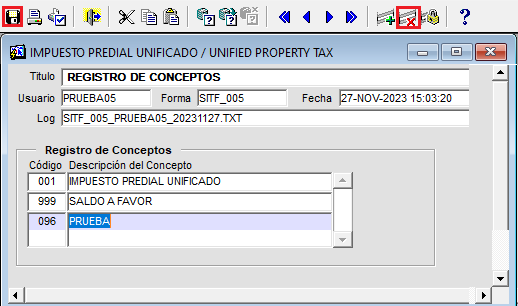 IMPUESTO PREDIAL UNIFICADO / UNIFIED PROPERTY TAX
Título REGISTRO DE CONCEPTOS
Usuario PRUEBA05 Forma SITF_005 Fecha 27-NOV-2023 15:03:20
Log SITF_005_PRUEBA05_20231127.TXT
Registro de Conceptos
Código Descripción del Concepto
001 IMPUESTO PREDIAL UNIFICADO
999 SALDO A FAVOR
096 PRUEBA